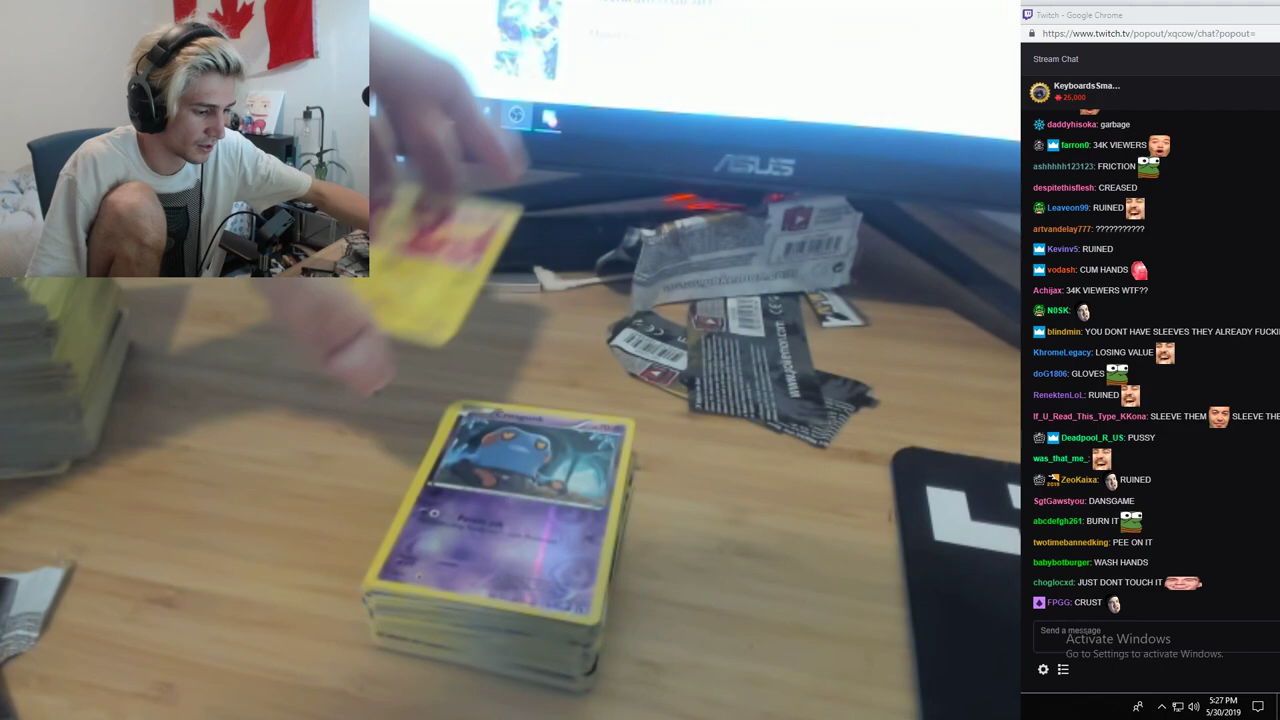 Twitch - Google Chrome
https://www.twitch.tv/popout/xqcow/chat?popout=
Stream Chat
KeyboardsSma...
26,000
daddyhisoka: garbage
farron0: 34K VIEWERS
ashhhhh123123: FRICTION
despitethisflesh: CREASED
Leaveon99: RUINED
artvandelay777: ???????????
Kevinv5: RUINED
vodash: CUM HANDS
Achijax: 34K VIEWERS WTF??
N0SK:
blindmin: YOU DONT HAVE SLEEVES THEY ALREADY FUCKI
KhromeLegacy: LOSING VALUE
doG1806: GLOVES
RenektenLoL: RUINED
If_U_Read_This_Type_KKona: SLEEVE THEM SLEEVE THE
Deadpool_R_US: PUSSY
was_that_me_:
ZeoKaixa: RUINED
SgtGawstyou: DANSGAME
abcdefgh261: BURN IT
twotimebannedking: PEE ON IT
babybotburger: WASH HANDS
choglocxd: JUST DONT TOUCH IT
FPGG: CRUST
Send a message
Activate Windows
Go to Settings to activate Windows.
5:27 PM
5/30/2019
ASUS
Croagunk